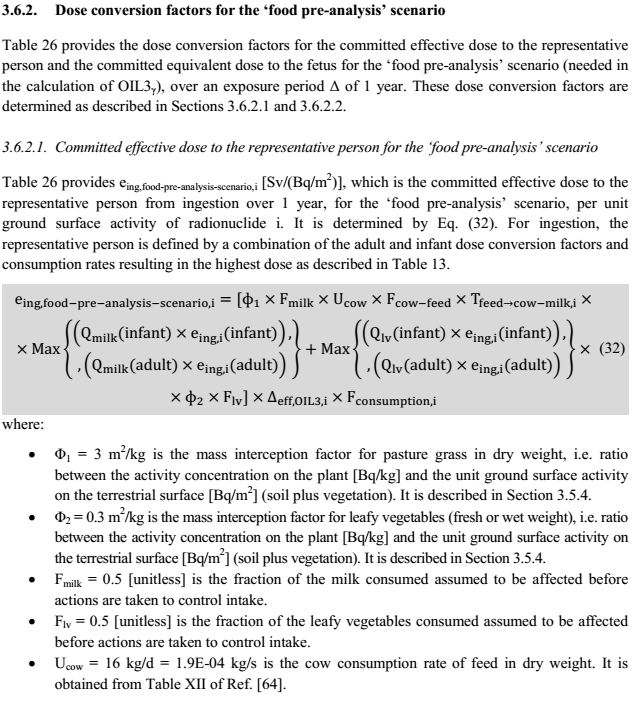 3.6.2. Dose conversion factors for the ‘food pre-analysis’ scenario
Table 26 provides the dose conversion factors for the committed effective dose to the representative
person and the committed equivalent dose to the fetus for the ‘food pre-analysis’ scenario (needed in
the calculation of OIL3γ), over an exposure period Δ of 1 year. These dose conversion factors are
determined as described in Sections 3.6.2.1 and 3.6.2.2.
3.6.2.1. Committed effective dose to the representative person for the ‘food pre-analysis’ scenario
Table 26 provides eing,food-pre-analysis-scenario,i [Sv/(Bq/m²)], which is the committed effective dose to the
representative person from ingestion over 1 year, for the ‘food pre-analysis’ scenario, per unit
ground surface activity of radionuclide i. It is determined by Eq. (32). For ingestion, the
representative person is defined by a combination of the adult and infant dose conversion factors and
consumption rates resulting in the highest dose as described in Table 13.
eing,food−pre−analysis−scenario,i = [ϕ1 × Fmilk × Ucow × Fcow−feed × Tfeed→cow−milk,i ×
× Max {(Qmilk(infant) × eing,i(infant)), , (Qmilk(adult) × eing,i(adult))} + Max {(Qlv(infant) × eing,i(infant)), , (Qlv(adult) × eing,i(adult))} × (32)
× ϕ2 × Flv] × Δeff,OIL3,i × Fconsumption,i
where:
• Φ1 = 3 m²/kg is the mass interception factor for pasture grass in dry weight, i.e. ratio
between the activity concentration on the plant [Bq/kg] and the unit ground surface activity
on the terrestrial surface [Bq/m²] (soil plus vegetation). It is described in Section 3.5.4.
• Φ2 = 0.3 m²/kg is the mass interception factor for leafy vegetables (fresh or wet weight), i.e. ratio
between the activity concentration on the plant [Bq/kg] and the unit ground surface activity on
the terrestrial surface [Bq/m²] (soil plus vegetation). It is described in Section 3.5.4.
• Fmilk = 0.5 [unitless] is the fraction of the milk consumed assumed to be affected before
actions are taken to control intake.
• Flv = 0.5 [unitless] is the fraction of the leafy vegetables consumed assumed to be affected
before actions are taken to control intake.
• Ucow = 16 kg/d = 1.9E-04 kg/s is the cow consumption rate of feed in dry weight. It is
obtained from Table XII of Ref. [64].